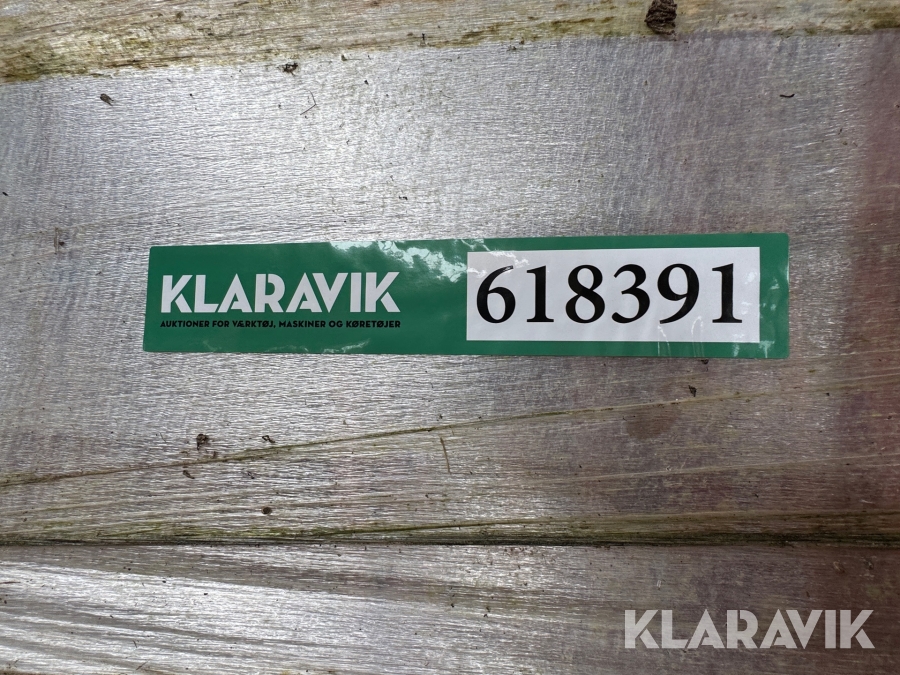 KLARAVIK
AUKTIONER FOR VÆRKTØJ, MASKINER OG KØRETØJER
618391
KLARAVIK